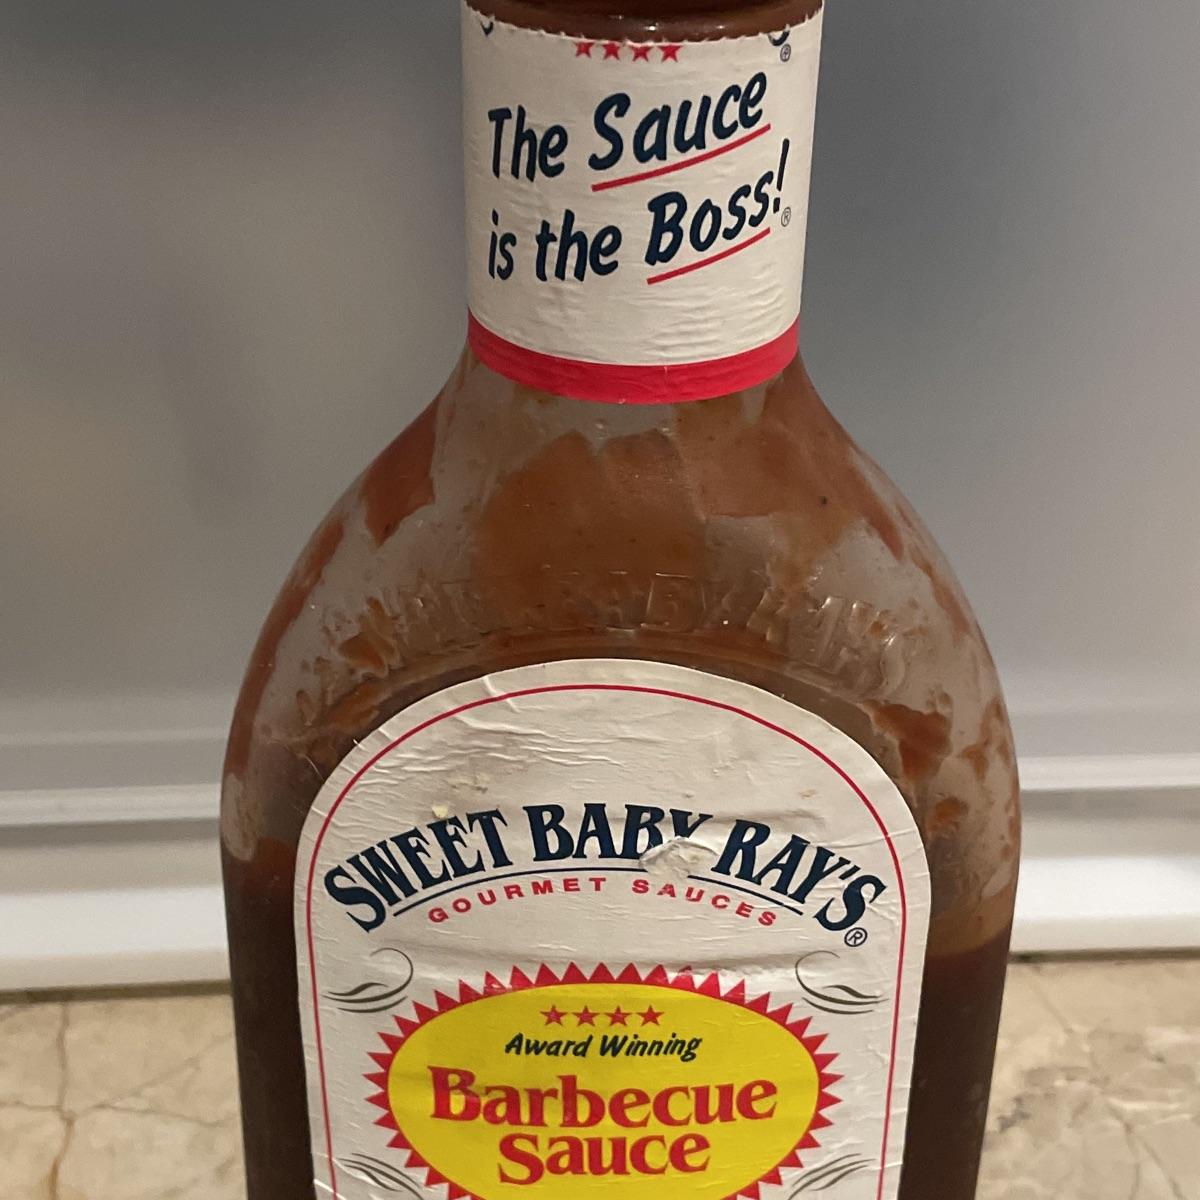 The Sauce
is the Boss!®
SWEET BABY RAY'S®
GOURMET SAUCES
Award Winning
Barbecue
Sauce